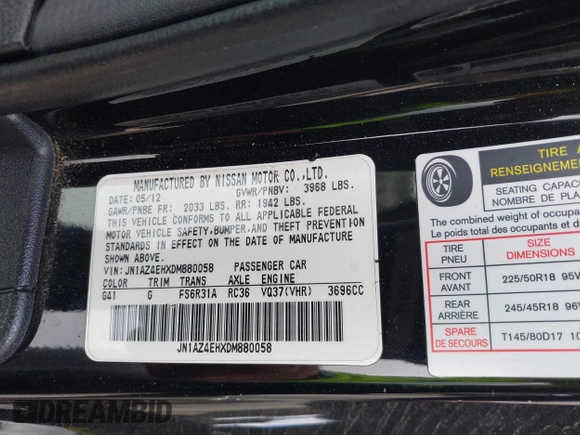 MANUFACTURED BY NISSAN MOTOR CO.,LTD.
DATE: 05/12 GVWR/PNBV: 3968 LBS.
GAWR/PNBE FR: 2033 LBS. RR: 1942 LBS.
THIS VEHICLE CONFORMS TO ALL APPLICABLE FEDERAL
MOTOR VEHICLE SAFETY,BUMPER,AND THEFT PREVENTION
STANDARDS IN EFFECT ON THE DATE OF MANUFACTURE
SHOWN ABOVE.
VIN: JN1AZ4EHXDM880058 PASSENGER CAR
COLOR TRIM TRANS AXLE ENGINE
G41 G FS6R31A RC36 VQ37(VHR) 3696CC
JN1AZ4EHXDM880058
TIRE
RENSEIGNEMENT
SEATING CAPAC
NOMBRE DE PLA
The combined weight of occupants
Le poids total des occupants et d
TIRE
PNEU
SIZE
DIMENSIONS
FRONT
AVANT
225/50R18 95V
REAR
ARRIÈRE
245/45R18 96
SPARE
DE SECOURS
T145/80D17 10
DREAMBID